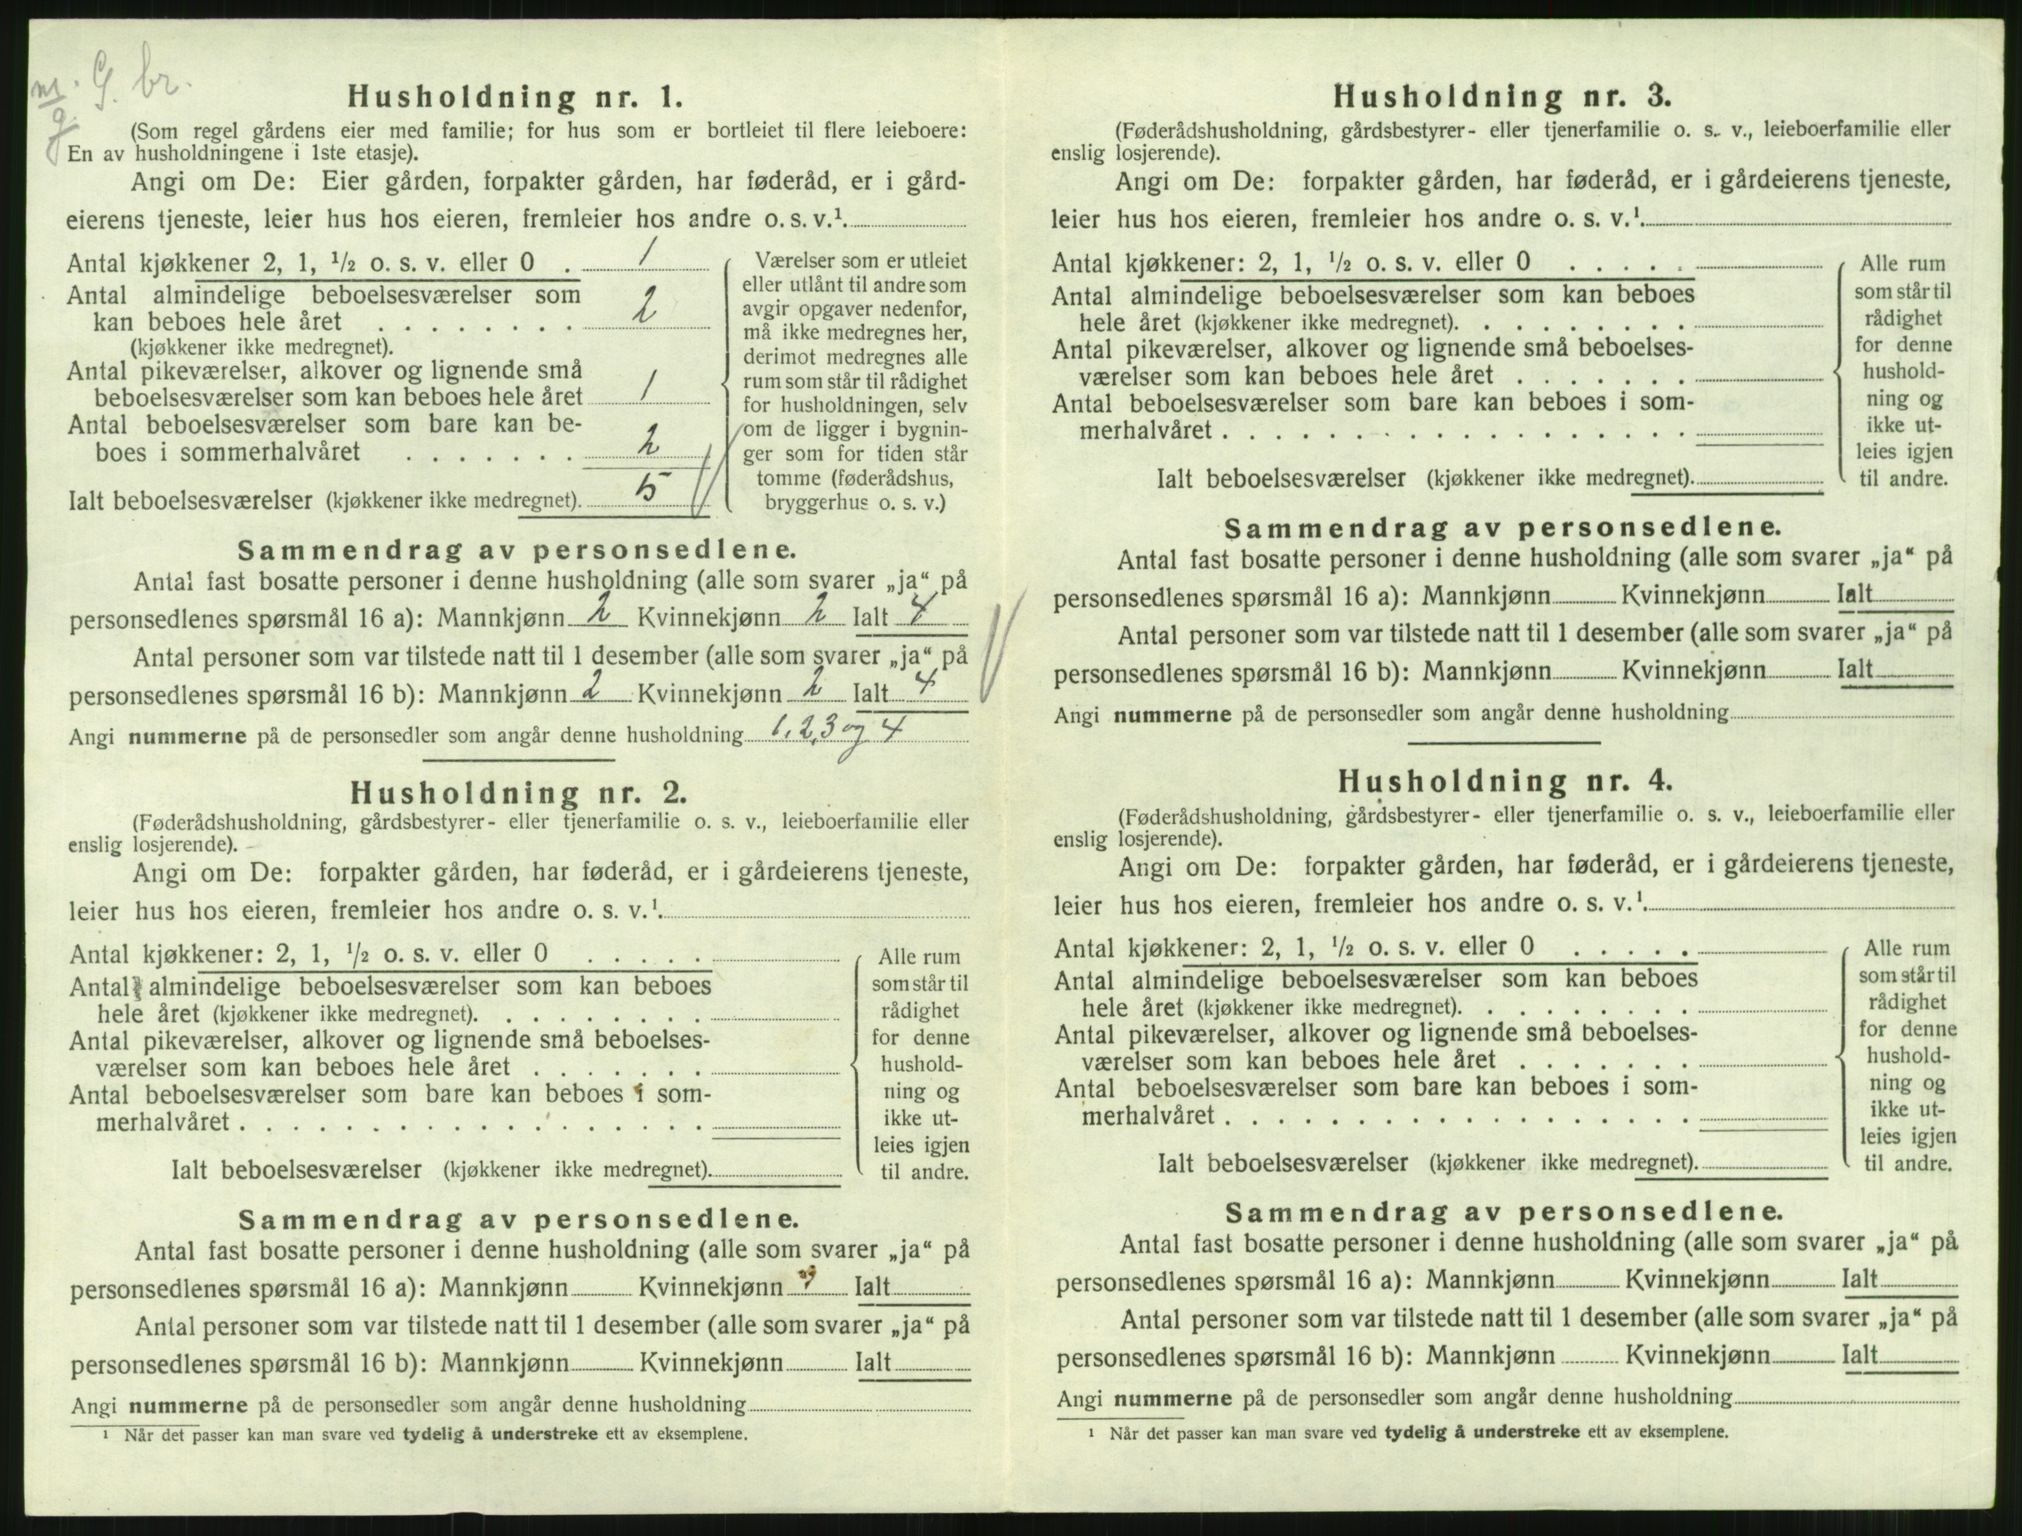 nr. G. br.
g.
Husholdning nr. 1.
(Som regel gårdens eier med familie; for hus som er bortleiet til flere leieboere:
En av husholdningene i 1ste etasje).
Angi om De: Eier gården, forpakter gården, har føderåd, er i gård-
eierens tjeneste, leier hus hos eieren, fremleier hos andre o. s. v.¹.
Antal kjøkkener 2, 1, ½ o. s. v. eller 0 . 1
Antal almindelige beboelsesværelser som
kan beboes hele året . . . . . . . . 2
(kjøkkener ikke medregnet).
Antal pikeværelser, alkover og lignende små
beboelsesværelser som kan beboes hele året 1
Antal beboelsesværelser som bare kan be-
boes i sommerhalvåret . . . . . . . 2
Ialt beboelsesværelser (kjøkkener ikke medregnet). 5
Værelser som er utleiet
eller utlånt til andre som
avgir opgaver nedenfor,
må ikke medregnes her,
derimot medregnes alle
rum som står til rådighet
for husholdningen, selv
om de ligger i bygnin-
ger som for tiden står
tomme (føderådshus,
bryggerhus o. s. v.)
Sammendrag av personsedlene.
Antal fast bosatte personer i denne husholdning (alle som svarer „ja“ på
personsedlenes spørsmål 16 a): Mannkjønn 2 Kvinnekjønn 2 Ialt 4
Antal personer som var tilstede natt til 1 desember (alle som svarer „ja“ på
personsedlenes spørsmål 16 b): Mannkjønn 2 Kvinnekjønn 2 Ialt 4
Angi nummerne på de personsedler som angår denne husholdning 1, 2, 3 og 4
Husholdning nr. 2.
(Føderådshusholdning, gårdsbestyrer- eller tjenerfamilie o. s. v., leieboerfamilie eller
enslig losjerende).
Angi om De: forpakter gården, har føderåd, er i gårdeierens tjeneste,
leier hus hos eieren, fremleier hos andre o. s. v.¹.
Antal kjøkkener: 2, 1, ½ o. s. v. eller 0 . . . . .
Antal almindelige beboelsesværelser som kan beboes
hele året (kjøkkener ikke medregnet). . . . . . . . .
Antal pikeværelser, alkover og lignende små beboelses-
værelser som kan beboes hele året . . . . . . .
Antal beboelsesværelser som bare kan beboes i som-
merhalvåret . . . . . . . . . . . . . . . . . .
Ialt beboelsesværelser (kjøkkener ikke medregnet).
Alle rum
som står til
rådighet
for denne
hushold-
ning og
ikke ut-
leies igjen
til andre.
Sammendrag av personsedlene.
Antal fast bosatte personer i denne husholdning (alle som svarer „ja“ på
personsedlenes spørsmål 16 a): Mannkjønn Kvinnekjønn Ialt
Antal personer som var tilstede natt til 1 desember (alle som svarer „ja“ på
personsedlenes spørsmål 16 b): Mannkjønn Kvinnekjønn Ialt
Angi nummerne på de personsedler som angår denne husholdning
¹ Når det passer kan man svare ved tydelig å understreke ett av eksemplene.
Husholdning nr. 3.
(Føderådshusholdning, gårdsbestyrer- eller tjenerfamilie o. s. v., leieboerfamilie eller
enslig losjerende).
Angi om De: forpakter gården, har føderåd, er i gårdeierens tjeneste,
leier hus hos eieren, fremleier hos andre o. s. v.¹.
Antal kjøkkener: 2, 1, ½ o. s. v. eller 0 . . . . .
Antal almindelige beboelsesværelser som kan beboes
hele året (kjøkkener ikke medregnet). . . . . . . . .
Antal pikeværelser, alkover og lignende små beboelses-
værelser som kan beboes hele året . . . . . . .
Antal beboelsesværelser som bare kan beboes i som-
merhalvåret . . . . . . . . . . . . . . . . . .
Ialt beboelsesværelser (kjøkkener ikke medregnet).
Alle rum
som står til
rådighet
for denne
hushold-
ning og
ikke ut-
leies igjen
til andre.
Sammendrag av personsedlene.
Antal fast bosatte personer i denne husholdning (alle som svarer „ja“ på
personsedlenes spørsmål 16 a): Mannkjønn Kvinnekjønn Ialt
Antal personer som var tilstede natt til 1 desember (alle som svarer „ja“ på
personsedlenes spørsmål 16 b): Mannkjønn Kvinnekjønn Ialt
Angi nummerne på de personsedler som angår denne husholdning
Husholdning nr. 4.
(Føderådshusholdning, gårdsbestyrer- eller tjenerfamilie o. s. v., leieboerfamilie eller
enslig losjerende).
Angi om De: forpakter gården, har føderåd, er i gårdeierens tjeneste,
leier hus hos eieren, fremleier hos andre o. s. v.¹.
Antal kjøkkener: 2, 1, ½ o. s. v. eller 0 . . . . .
Antal almindelige beboelsesværelser som kan beboes
hele året (kjøkkener ikke medregnet). . . . . . . . .
Antal pikeværelser, alkover og lignende små beboelses-
værelser som kan beboes hele året . . . . . . .
Antal beboelsesværelser som bare kan beboes i som-
merhalvåret . . . . . . . . . . . . . . . . . .
Ialt beboelsesværelser (kjøkkener ikke medregnet).
Alle rum
som står til
rådighet
for denne
hushold-
ning og
ikke ut-
leies igjen
til andre.
Sammendrag av personsedlene.
Antal fast bosatte personer i denne husholdning (alle som svarer „ja“ på
personsedlenes spørsmål 16 a): Mannkjønn Kvinnekjønn Ialt
Antal personer som var tilstede natt til 1 desember (alle som svarer „ja“ på
personsedlenes spørsmål 16 b): Mannkjønn Kvinnekjønn Ialt
Angi nummerne på de personsedler som angår denne husholdning
¹ Når det passer kan man svare ved tydelig å understreke ett av eksemplene.